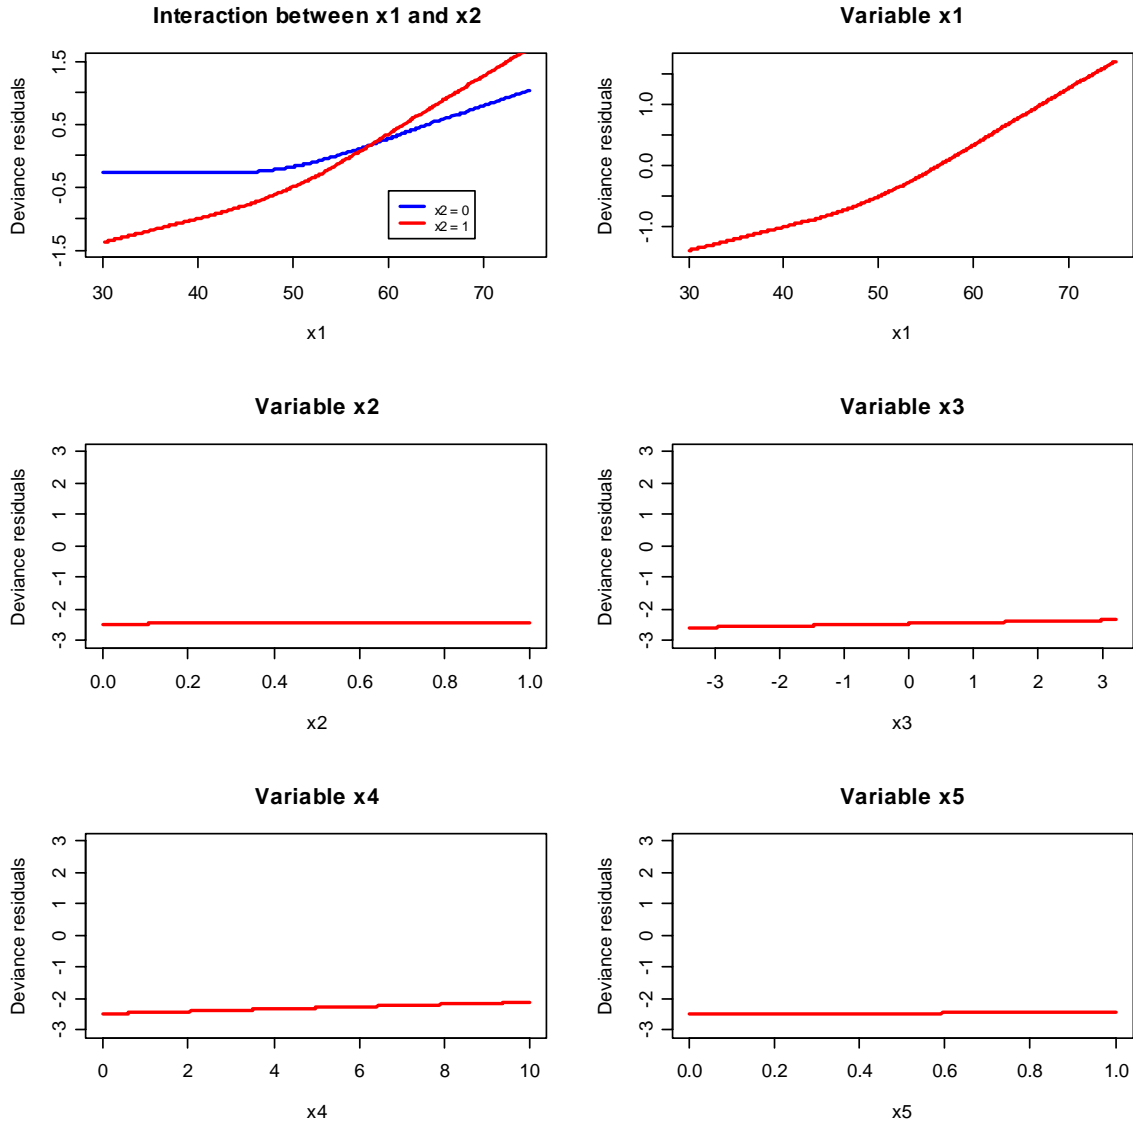 Interaction between x1 and x2
Deviance residuals
1.5
0.5
-0.5
-1.5
x2 = 0
x2 = 1
30 40 50 60 70
x1
Variable x1
Deviance residuals
1.0
0.0
-1.0
30 40 50 60 70
x1
Variable x2
Deviance residuals
3
2
1
0
-1
-2
-3
0.0 0.2 0.4 0.6 0.8 1.0
x2
Variable x3
Deviance residuals
3
2
1
0
-1
-2
-3
-3 -2 -1 0 1 2 3
x3
Variable x4
Deviance residuals
3
2
1
0
-1
-2
-3
0 2 4 6 8 10
x4
Variable x5
Deviance residuals
3
2
1
0
-1
-2
-3
0.0 0.2 0.4 0.6 0.8 1.0
x5